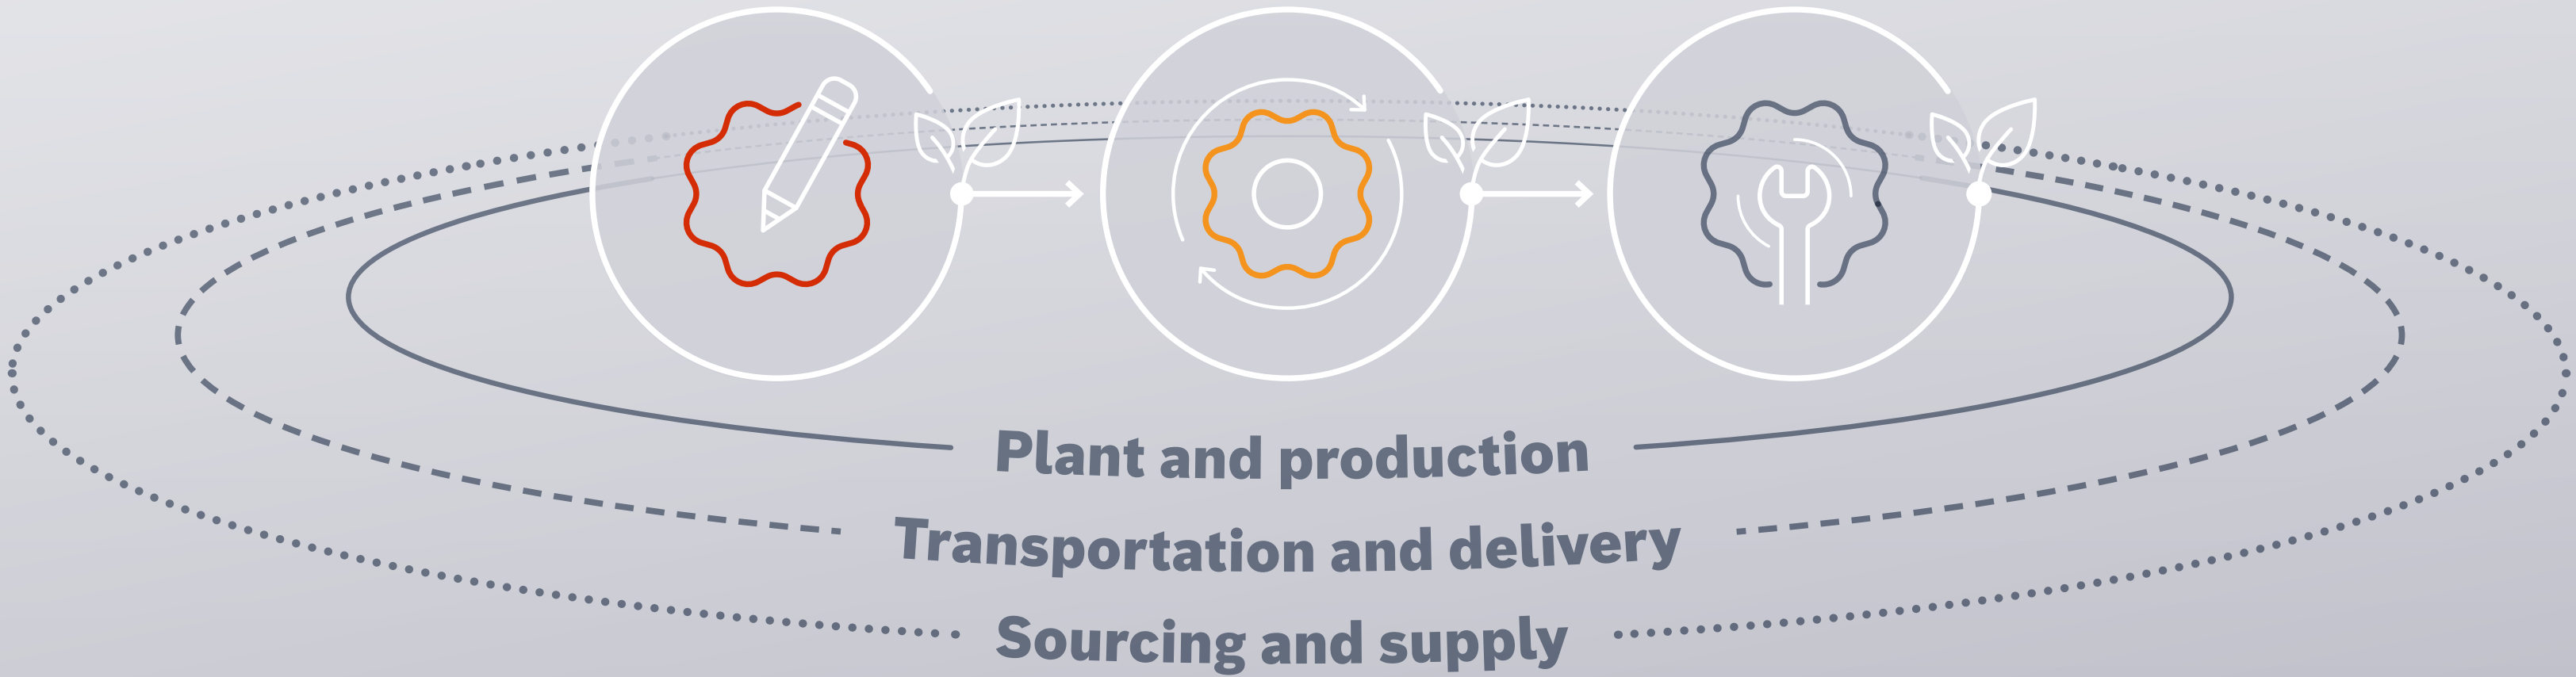 Plant and production
Transportation and delivery
Sourcing and supply